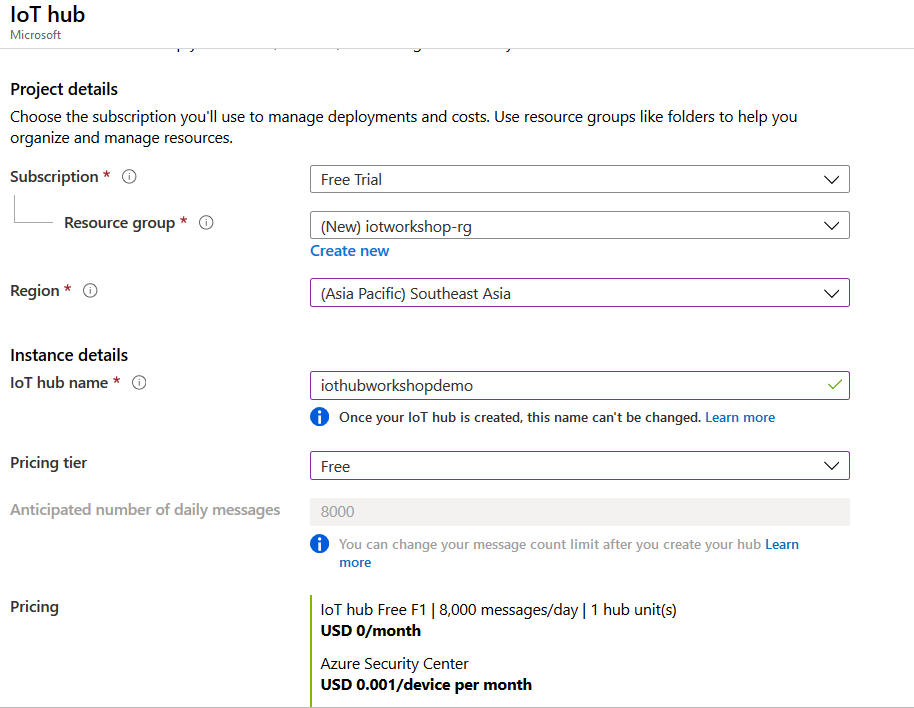 IoT hub
Microsoft
Project details
Choose the subscription you'll use to manage deployments and costs. Use resource groups like folders to help you
organize and manage resources.
Subscription *
Free Trial
Resource group *
(New) iotworkshop-rg
Create new
Region *
(Asia Pacific) Southeast Asia
Instance details
IoT hub name *
iothubworkshopdemo
Once your IoT hub is created, this name can't be changed. Learn more
Pricing tier
Free
Anticipated number of daily messages
8000
You can change your message count limit after you create your hub Learn
more
Pricing
IoT hub Free F1 | 8,000 messages/day | 1 hub unit(s)
USD 0/month
Azure Security Center
USD 0.001/device per month